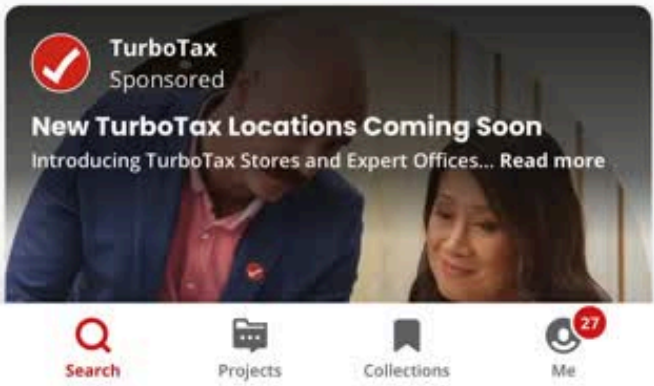 TurboTax
Sponsored
New TurboTax Locations Coming Soon
Introducing TurboTax Stores and Expert Offices... Read more
27
Search Projects Collections Me